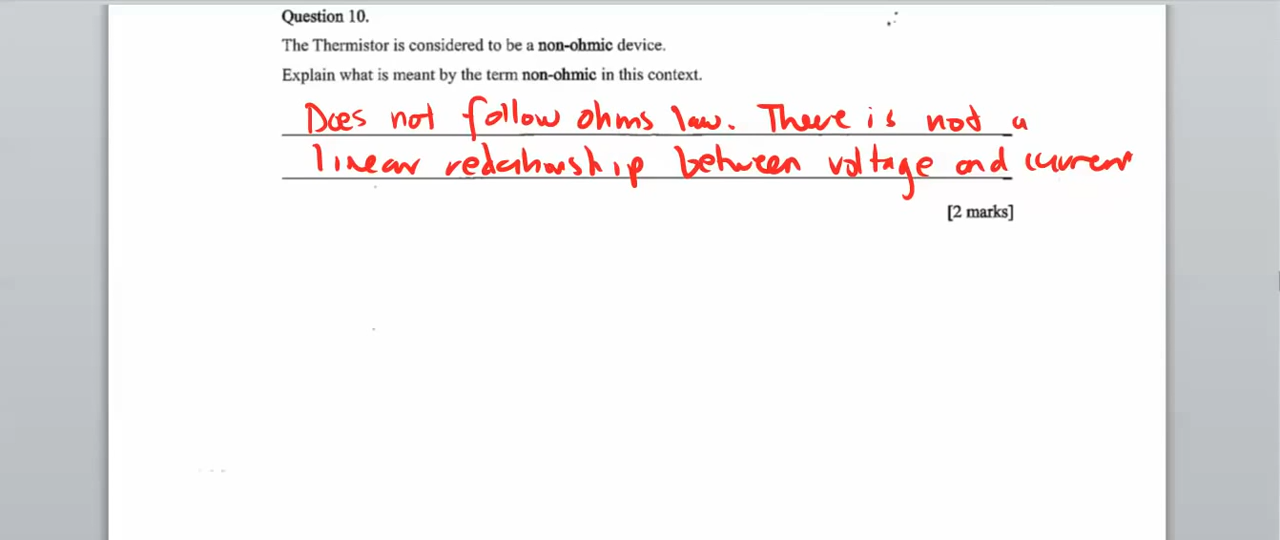 Question 10.
The Thermistor is considered to be a non-ohmic device.
Explain what is meant by the term non-ohmic in this context.
Does not follow ohms law. There is not a
linear relationship between voltage and current
[2 marks]